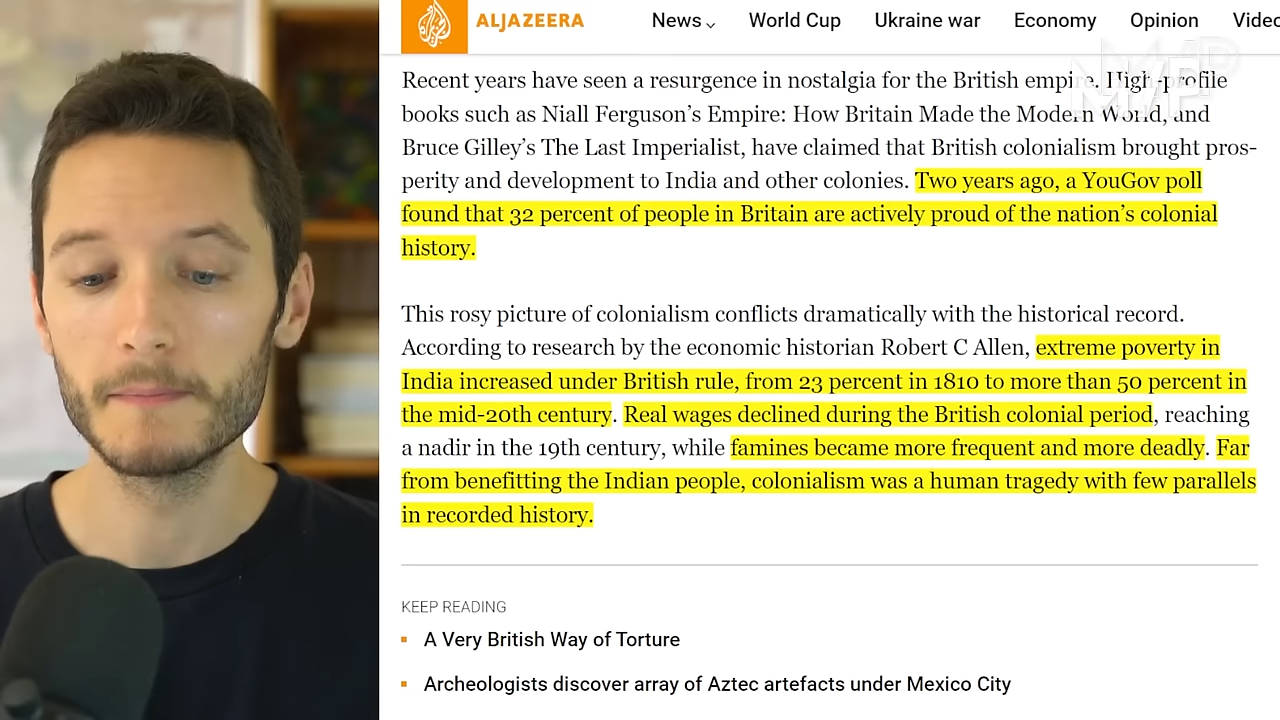 ALJAZEERA
News World Cup Ukraine war Economy Opinion Video
Recent years have seen a resurgence in nostalgia for the British empire. High-profile
books such as Niall Ferguson's Empire: How Britain Made the Modern World, and
Bruce Gilley's The Last Imperialist, have claimed that British colonialism brought pros-
perity and development to India and other colonies. Two years ago, a YouGov poll
found that 32 percent of people in Britain are actively proud of the nation's colonial
history.
This rosy picture of colonialism conflicts dramatically with the historical record.
According to research by the economic historian Robert C Allen, extreme poverty in
India increased under British rule, from 23 percent in 1810 to more than 50 percent in
the mid-20th century. Real wages declined during the British colonial period, reaching
a nadir in the 19th century, while famines became more frequent and more deadly. Far
from benefitting the Indian people, colonialism was a human tragedy with few parallels
in recorded history.
KEEP READING
A Very British Way of Torture
Archeologists discover array of Aztec artefacts under Mexico City